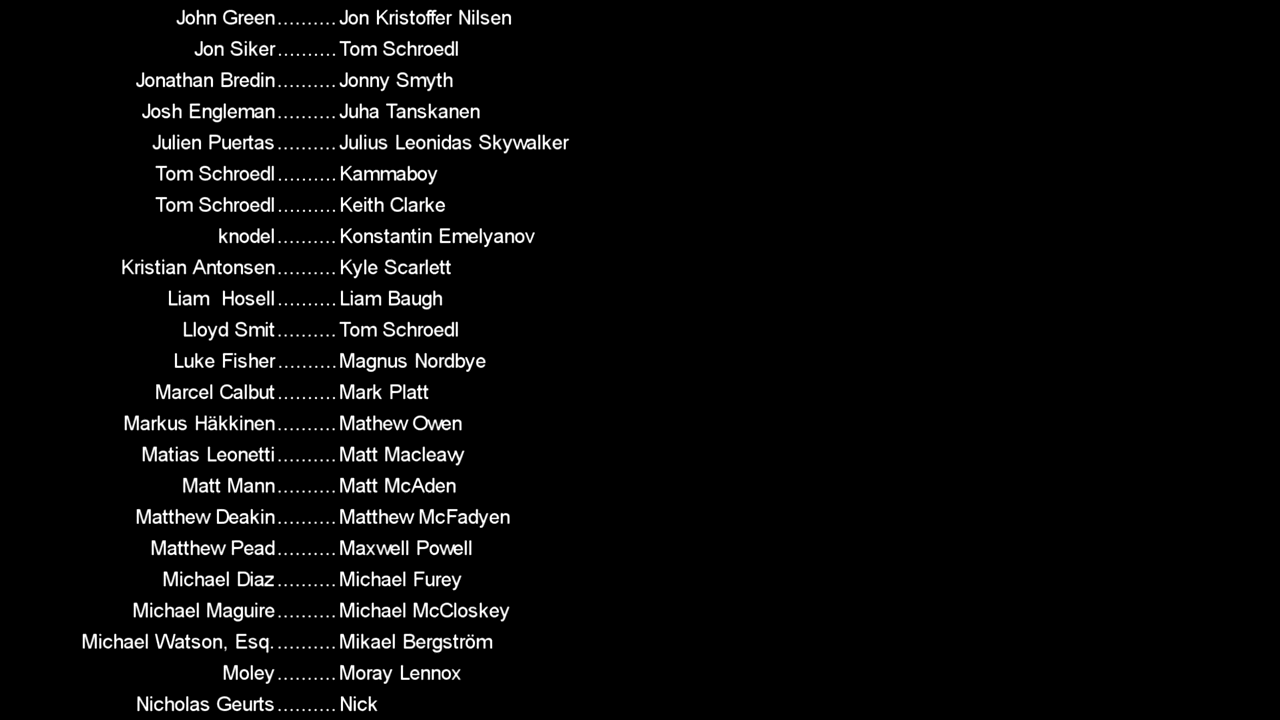 John Green..........Jon Kristoffer Nilsen
Jon Siker..........Tom Schroedl
Jonathan Bredin..........Jonny Smyth
Josh Engleman..........Juha Tanskanen
Julien Puertas..........Julius Leonidas Skywalker
Tom Schroedl..........Kammaboy
Tom Schroedl..........Keith Clarke
knodel..........Konstantin Emelyanov
Kristian Antonsen..........Kyle Scarlett
Liam  Hosell..........Liam Baugh
Lloyd Smit..........Tom Schroedl
Luke Fisher..........Magnus Nordbye
Marcel Calbut..........Mark Platt
Markus Häkkinen..........Mathew Owen
Matias Leonetti..........Matt Macleavy
Matt Mann..........Matt McAden
Matthew Deakin..........Matthew McFadyen
Matthew Pead..........Maxwell Powell
Michael Diaz..........Michael Furey
Michael Maguire..........Michael McCloskey
Michael Watson, Esq...........Mikael Bergström
Moley..........Moray Lennox
Nicholas Geurts..........Nick